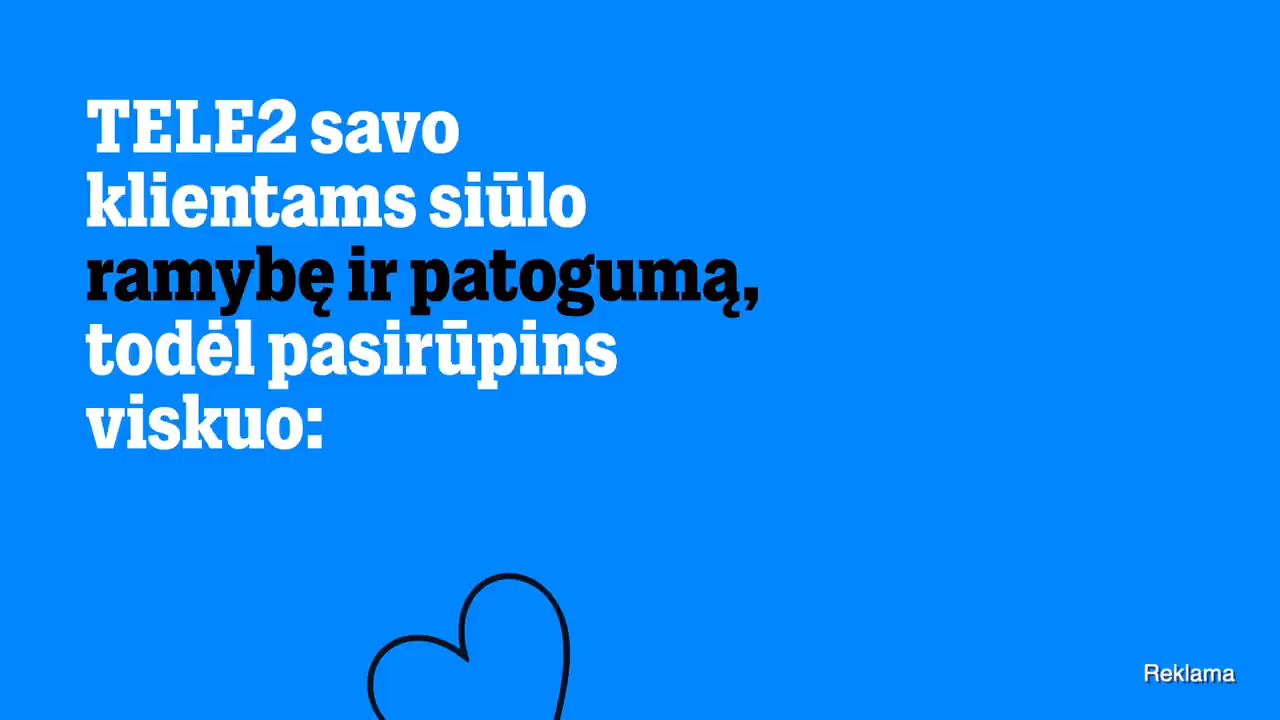 TELE2 savo
klientams siūlo
ramybę ir patogumą,
todėl pasirūpins
viskuo:
Reklama